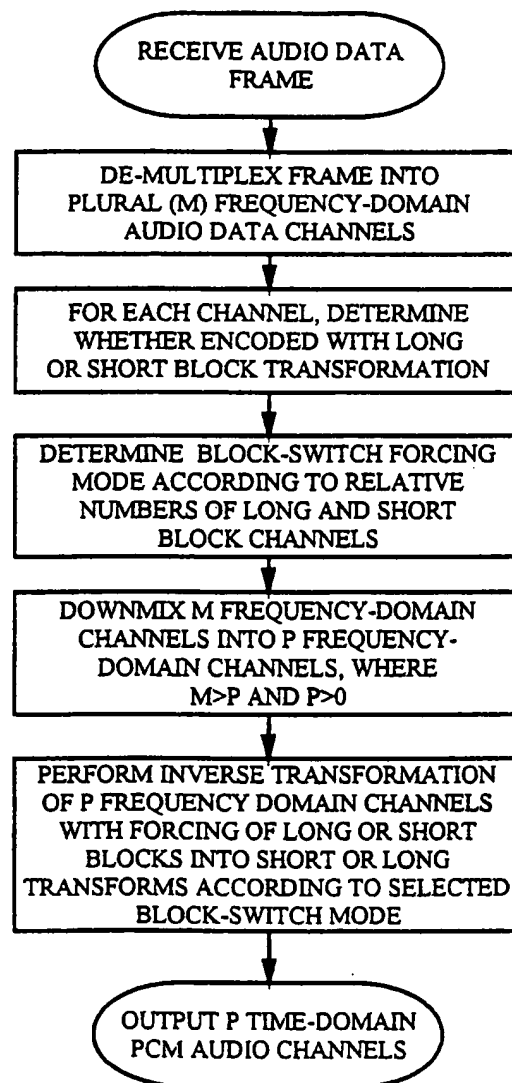 RECEIVE AUDIO DATA
FRAME
DE-MULTIPLEX FRAME INTO
PLURAL (M) FREQUENCY-DOMAIN
AUDIO DATA CHANNELS
FOR EACH CHANNEL, DETERMINE
WHETHER ENCODED WITH LONG
OR SHORT BLOCK TRANSFORMATION
DETERMINE BLOCK-SWITCH FORCING
MODE ACCORDING TO RELATIVE
NUMBERS OF LONG AND SHORT
BLOCK CHANNELS
DOWNMIX M FREQUENCY-DOMAIN
CHANNELS INTO P FREQUENCY-
DOMAIN CHANNELS, WHERE
M>P AND P>0
PERFORM INVERSE TRANSFORMATION
OF P FREQUENCY DOMAIN CHANNELS
WITH FORCING OF LONG OR SHORT
BLOCKS INTO SHORT OR LONG
TRANSFORMS ACCORDING TO SELECTED
BLOCK-SWITCH MODE
OUTPUT P TIME-DOMAIN
PCM AUDIO CHANNELS